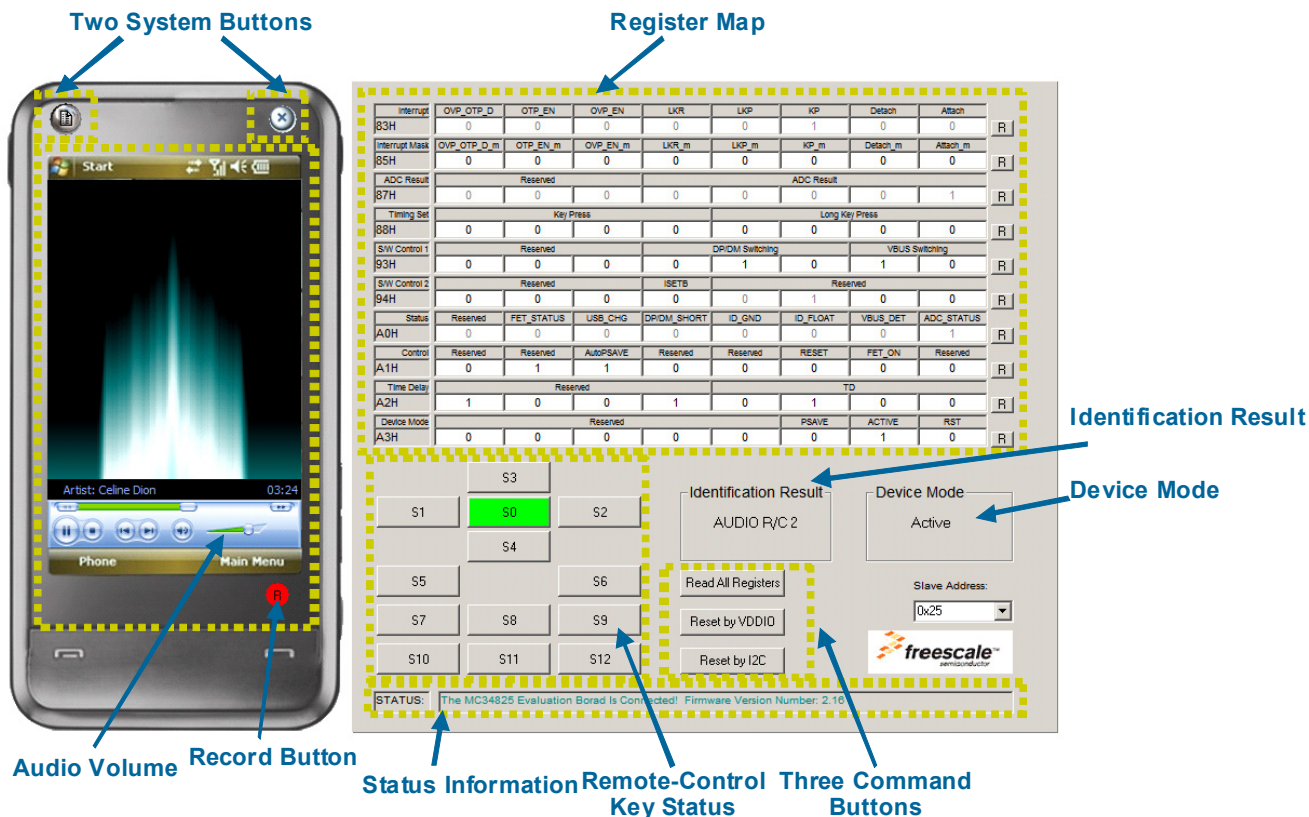 Two System Buttons
Register Map
Start
Artist: Celine Dion 03:24
Phone Main Menu
R
Interrupt OVP_OTP_D OTP_EN OVP_EN LKR LKP KP Detach Attach
83H 0 0 0 0 0 1 0 0 R
Interrupt Mask OVP_OTP_D_m OTP_EN_m OVP_EN_m LKR_m LKP_m KP_m Detach_m Attach_m
85H 0 0 0 0 0 0 0 0 R
ADC Result Reserved ADC Result
87H 0 0 0 0 0 0 0 1 R
Timing Set Key Press Long Key Press
88H 0 0 0 0 0 0 0 0 R
S/W Control 1 Reserved DP/DM Switching VBUS Switching
93H 0 0 0 0 1 0 1 0 R
S/W Control 2 Reserved ISETB Reserved
94H 0 0 0 0 0 1 0 0 R
Status Reserved FET_STATUS USB_CHG DP/DM_SHORT ID_GND ID_FLOAT VBUS_DET ADC_STATUS
A0H 0 0 0 0 0 0 0 1 R
Control Reserved Reserved AutoPSAVE Reserved Reserved RESET FET_ON Reserved
A1H 0 1 1 0 0 0 0 0 R
Time Delay Reserved TD
A2H 1 0 0 1 0 1 0 0 R
Device Mode Reserved PSAVE ACTIVE RST
A3H 0 0 0 0 0 0 1 0 R
Identification Result
Device Mode
S3
S1 S0 S2
S4
S5 S6
S7 S8 S9
S10 S11 S12
Identification Result
AUDIO R/C 2
Device Mode
Active
Read All Registers
Reset by VDDIO
Reset by I2C
Slave Address:
0x25
freescale™
semiconductor
STATUS: The MC34825 Evaluation Borad Is Connected! Firmware Version Number: 2.16
Audio Volume
Record Button
Status Information
Remote-Control
Key Status
Three Command
Buttons